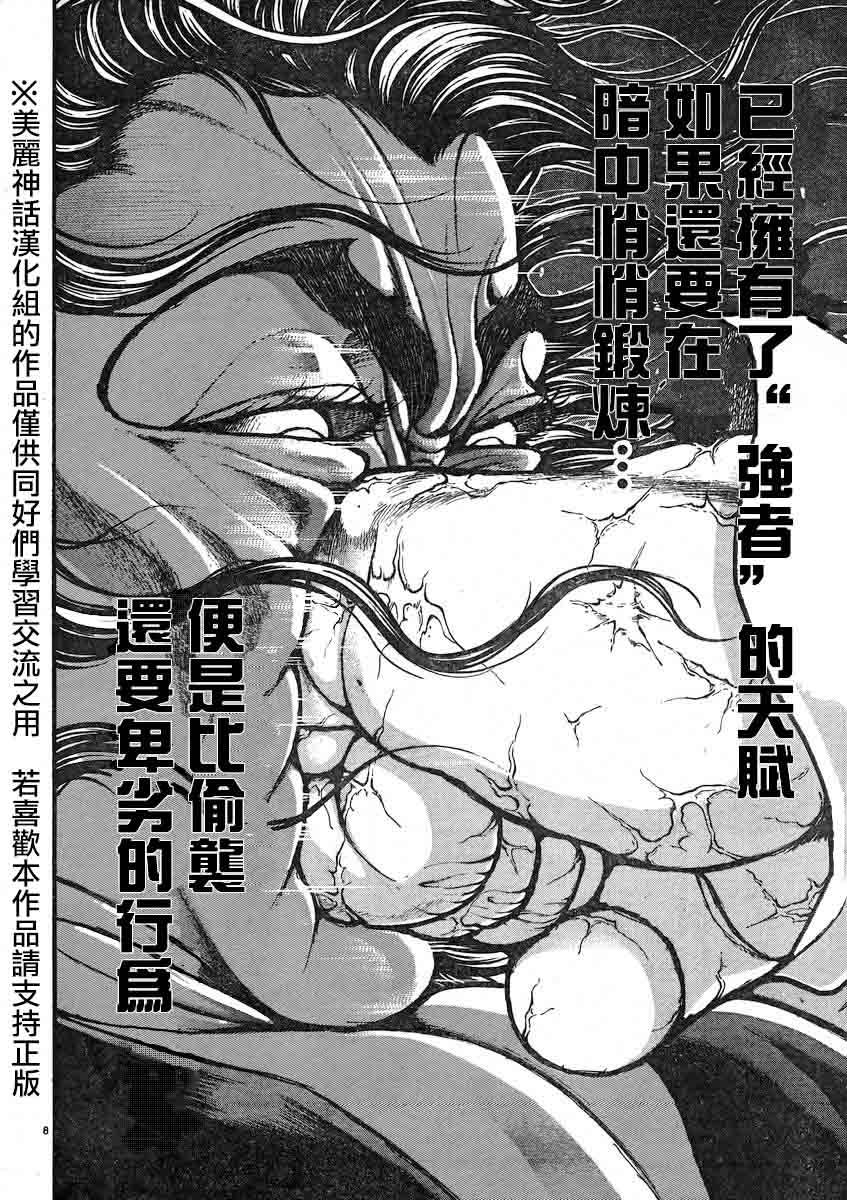 已經擁有了“強者”的天賦
如果還要在
暗中悄悄鍛煉…
便是比偷襲
還要卑劣的行為
※美麗神話漢化組的作品僅供同好們學習交流之用　若喜歡本作品請支持正版
8